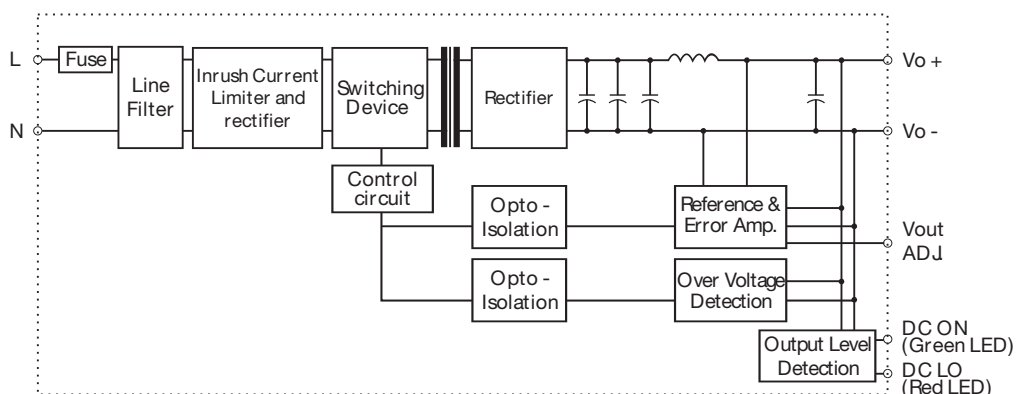 L
Fuse
Vo +
Line
Filter
Inrush Current
Limiter and
rectifier
Switching
Device
Rectifier
N
Vo -
Control
circuit
Opto -
Isolation
Reference &
Error Amp.
Vout
ADJ.
Opto -
Isolation
Over Voltage
Detection
Output Level
Detection
DC ON
(Green LED)
DC LO
(Red LED)